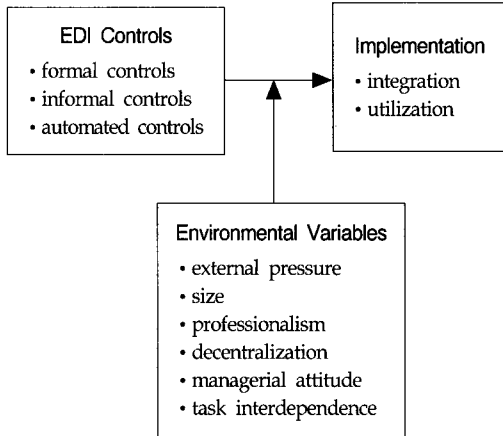 EDI Controls
• formal controls
• informal controls
• automated controls
Implementation
• integration
• utilization
Environmental Variables
• external pressure
• size
• professionalism
• decentralization
• managerial attitude
• task interdependence